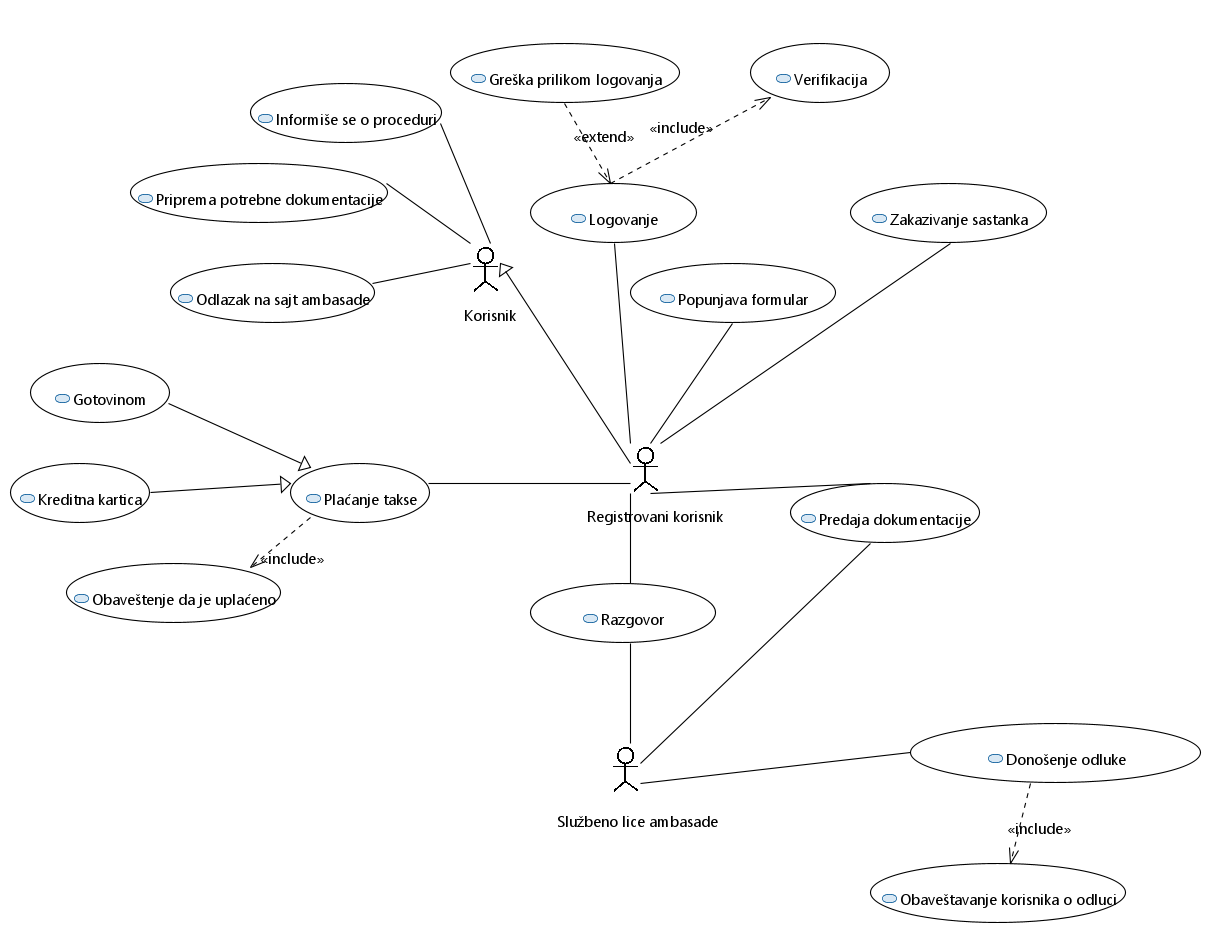 Greška prilikom logovanja
Verifikacija
Informiše se o proceduri
«extend»
«include»
Priprema potrebne dokumentacije
Logovanje
Zakazivanje sastanka
Odlazak na sajt ambasade
Popunjava formular
Korisnik
Gotovinom
Kreditna kartica
Plaćanje takse
Registrovani korisnik
Predaja dokumentacije
«include»
Obaveštenje da je uplaćeno
Razgovor
Donošenje odluke
Službeno lice ambasade
«include»
Obaveštavanje korisnika o odluci